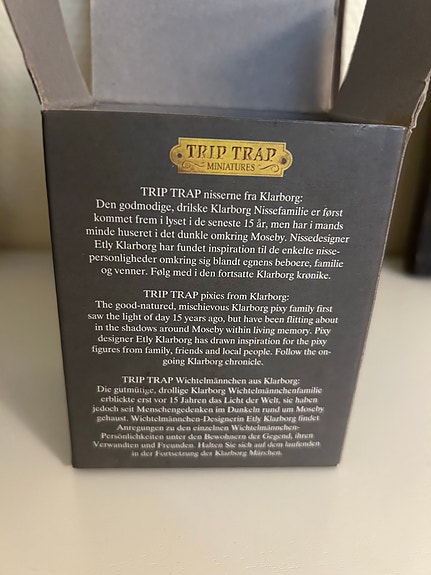 TRIP TRAP
MINIATURES
TRIP TRAP nisserne fra Klarborg:
Den godmodige, drilske Klarborg Nissefamilie er først
kommet frem i lyset i de seneste 15 år, men har i mands
minde huseret i det dunkle omkring Moseby. Nissedesigner
Etly Klarborg har fundet inspiration til de enkelte nisse-
personligheder omkring sig blandt egnens beboere, familie
og venner. Følg med i den fortsatte Klarborg krønike.
TRIP TRAP pixies from Klarborg:
The good-natured, mischievous Klarborg pixy family first
saw the light of day 15 years ago, but have been flitting about
in the shadows around Moseby within living memory. Pixy
designer Etly Klarborg has drawn inspiration for the pixy
figures from family, friends and local people. Follow the on-
going Klarborg chronicle.
TRIP TRAP Wichtelmännchen aus Klarborg:
Die gutmütige, drollige Klarborg Wichtelmännchenfamilie
erblickte erst vor 15 Jahren das Licht der Welt, sie haben
jedoch seit Menschengedenken im Dunkeln rund um Moseby
gehaust. Wichtelmännchen-Designerin Etly Klarborg findet
Anregungen zu den einzelnen Wichtelmännchen-
Persönlichkeiten unter den Bewohnern der Gegend, ihren
Verwandten und Freunden. Halten Sie sich auf dem laufenden
in der Fortsetzung des Klarborg Märchen.